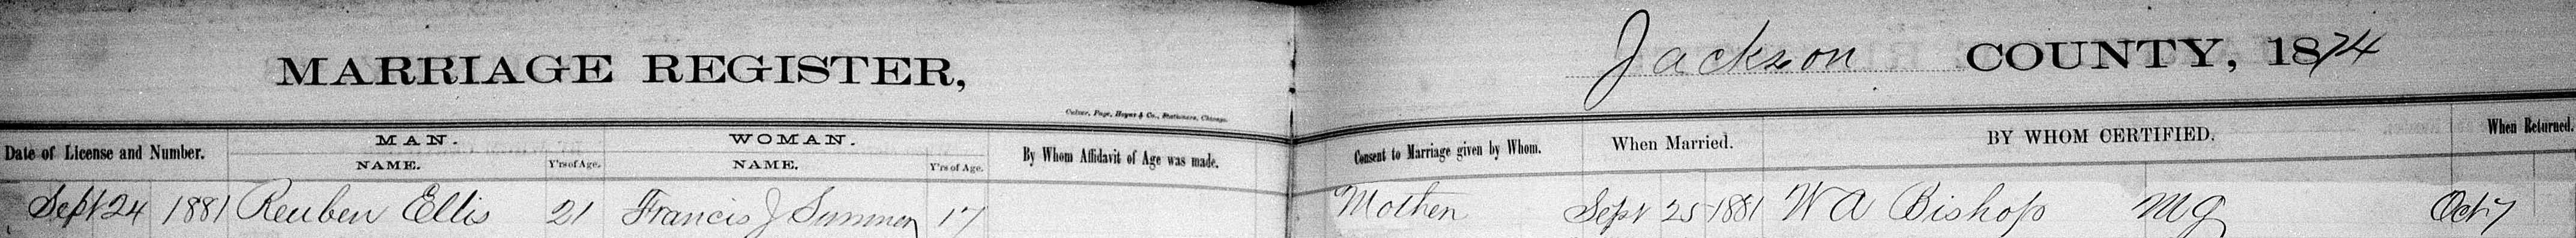 MARRIAGE REGISTER,
Jackson COUNTY, 1874
Culver, Page, Hoyne & Co., Stationers, Chicago.
Date of License and Number.
MAN.
NAME.
Y'rs of Age.
WOMAN.
NAME.
Y'rs of Age.
By Whom Affidavit of Age was made.
Consent to Marriage given by Whom.
When Married.
BY WHOM CERTIFIED.
When Returned.
Sept 24 1881 Reuben Ellis 21 Francis J Summer 17 Mother Sept 25 1881 W A Bishop M G Oct 7